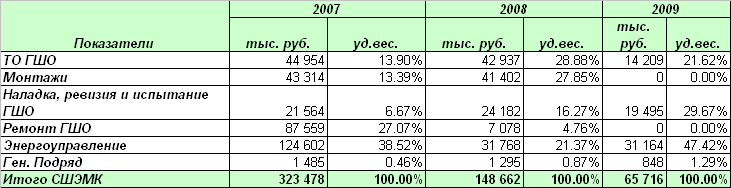 2007 2008 2009
Показатели тыс. руб. уд.вес. тыс. руб. уд.вес. тыс. руб. уд.вес.
ТО ГШО 44 954 13.90% 42 937 28.88% 14 209 21.62%
Монтажи 43 314 13.39% 41 402 27.85% 0 0.00%
Наладка, ревизия и испытание
ГШО 21 564 6.67% 24 182 16.27% 19 495 29.67%
Ремонт ГШО 87 559 27.07% 7 078 4.76% 0 0.00%
Энергоуправление 124 602 38.52% 31 768 21.37% 31 164 47.42%
Ген. Подряд 1 485 0.46% 1 295 0.87% 848 1.29%
Итого СШЭМК 323 478 100.00% 148 662 100.00% 65 716 100.00%